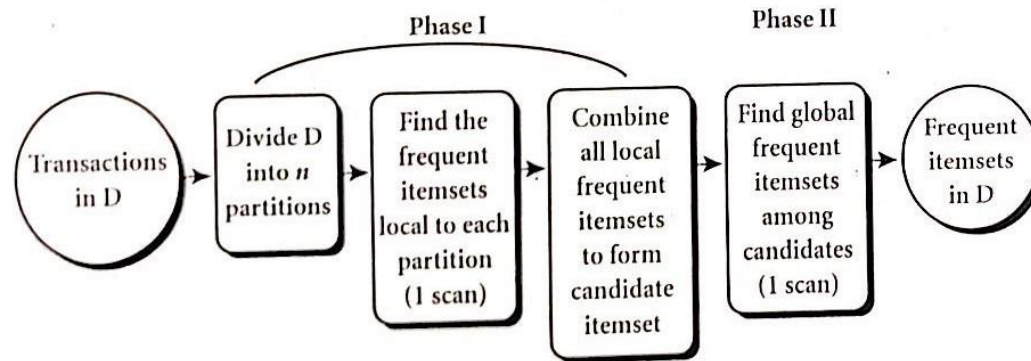 Phase I
Phase II
Transactions
in D
Divide D
into n
partitions
Find the
frequent
itemsets
local to each
partition
(1 scan)
Combine
all local
frequent
itemsets
to form
candidate
itemset
Find global
frequent
itemsets
among
candidates
(1 scan)
Frequent
itemsets
in D